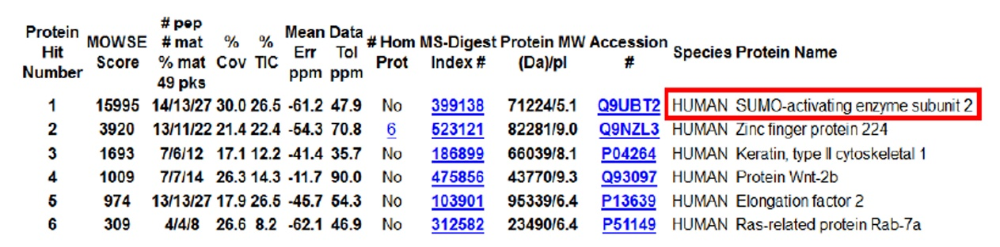 Protein Hit Number MOWSE Score # pep # mat % mat 49 pks % Cov % TIC Mean Err ppm Data Tol ppm # Hom Prot MS-Digest Index # Protein MW (Da)/pI Accession # Species Protein Name
1 15995 14/13/27 30.0 26.5 -61.2 47.9 No 399138 71224/5.1 Q9UBT2 HUMAN SUMO-activating enzyme subunit 2
2 3920 13/11/22 21.4 22.4 -54.3 70.8 6 523121 82281/9.0 Q9NZL3 HUMAN Zinc finger protein 224
3 1693 7/6/12 17.1 12.2 -41.4 35.7 No 186899 66039/8.1 P04264 HUMAN Keratin, type II cytoskeletal 1
4 1009 7/7/14 26.3 14.3 -11.7 90.0 No 475856 43770/9.3 Q93097 HUMAN Protein Wnt-2b
5 974 13/13/27 17.9 26.5 -45.7 54.3 No 103901 95339/6.4 P13639 HUMAN Elongation factor 2
6 309 4/4/8 26.6 8.2 -62.1 46.9 No 312582 23490/6.4 P51149 HUMAN Ras-related protein Rab-7a